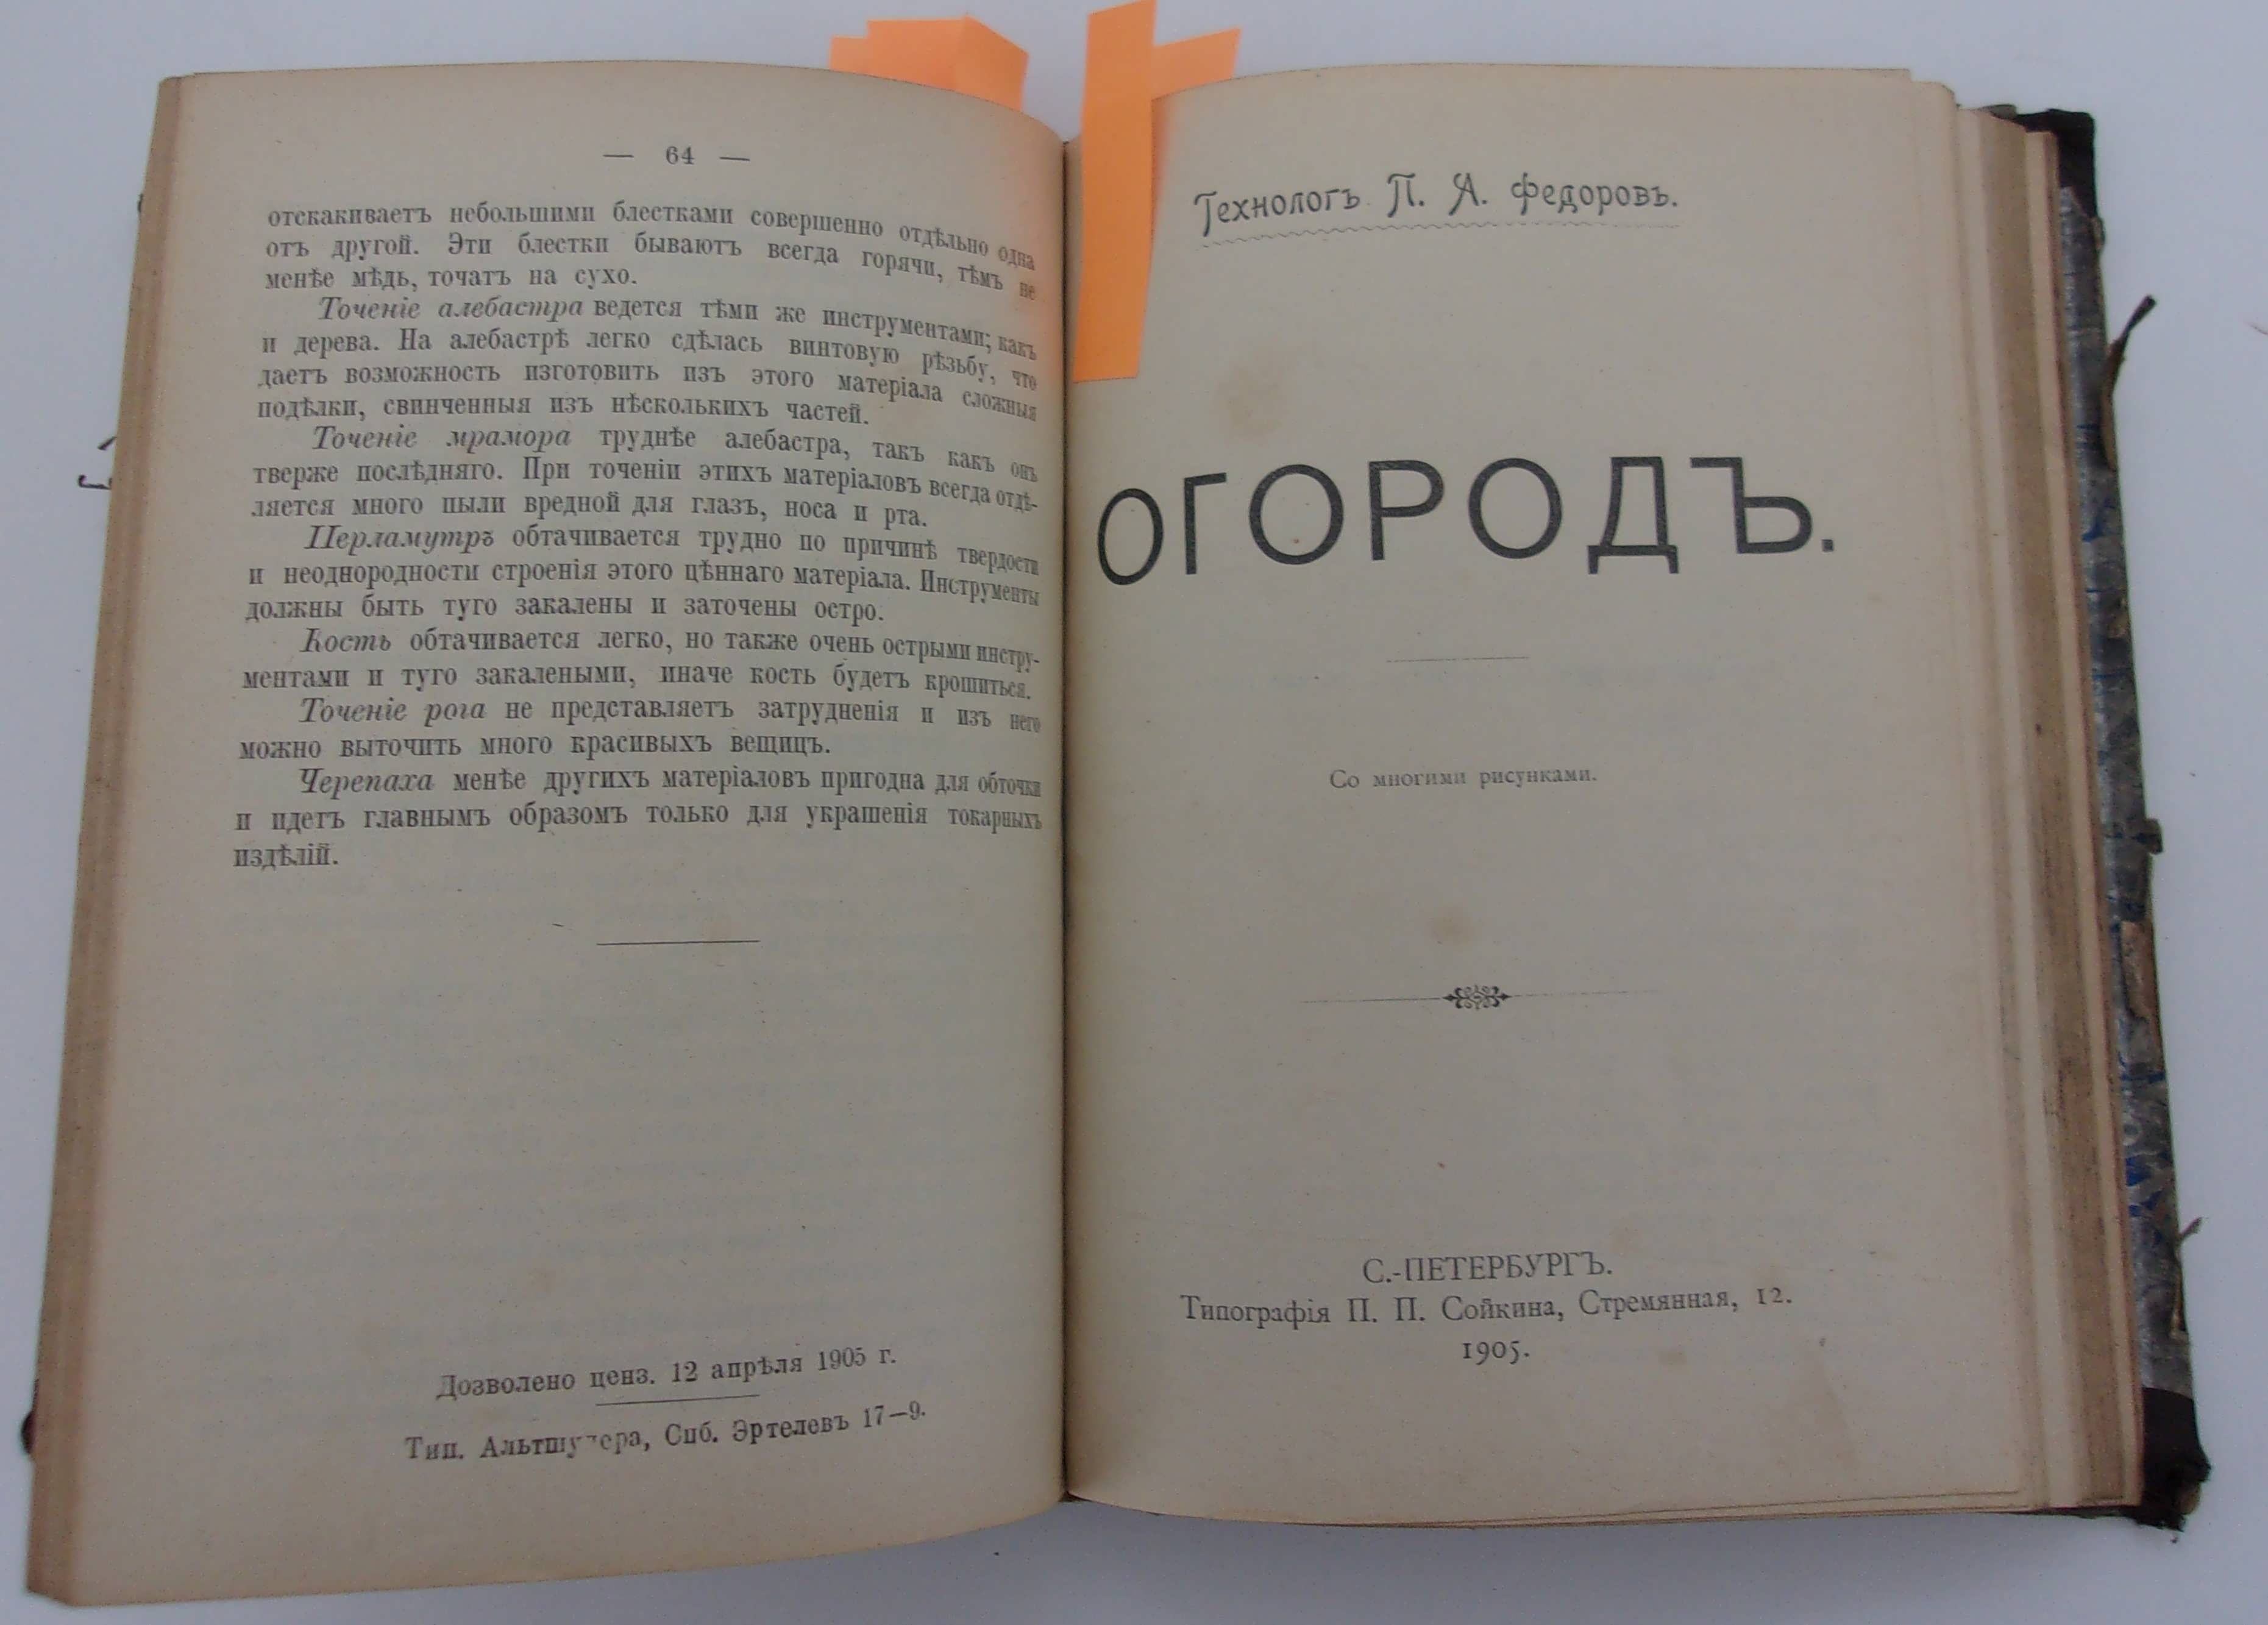 — 64 —
отскакиваетъ небольшими блестками совершенно отдѣльно одна
отъ другой. Эти блестки бываютъ всегда горячи, тѣмъ не
менѣе мѣдь, точатъ на сухо.
Точеніе алебастра ведется тѣми же инструментами; какъ
и дерева. На алебастрѣ легко сдѣлась винтовую рѣзьбу, что
даетъ возможность изготовить изъ этого матеріала сложныя
подѣлки, свинченныя изъ нѣсколькихъ частей.
Точеніе мрамора труднѣе алебастра, такъ какъ онъ
тверже послѣдняго. При точеніи этихъ матеріаловъ всегда отдѣ-
ляется много пыли вредной для глазъ, носа и рта.
Перламутръ обтачивается трудно по причинѣ твердости
и неоднородности строенія этого цѣннаго матеріала. Инструменты
должны быть туго закалены и заточены остро.
Кость обтачивается легко, но также очень острыми инстру-
ментами и туго закалеными, иначе кость будетъ крошиться.
Точеніе рога не представляетъ затрудненія и изъ него
можно выточить много красивыхъ вещицъ.
Черепаха менѣе другихъ матеріаловъ пригодна для обточки
и идетъ главнымъ образомъ только для украшенія токарныхъ
издѣлій.
Дозволено ценз. 12 апрѣля 1905 г.
Тип. Альтшулера, Спб. Эртелевъ 17—9.
Технологъ П. А. Федоровъ.
ОГОРОДЪ.
Со многими рисунками.
С.-ПЕТЕРБУРГЪ.
Типографія П. П. Сойкина, Стремянная, 12.
1905.